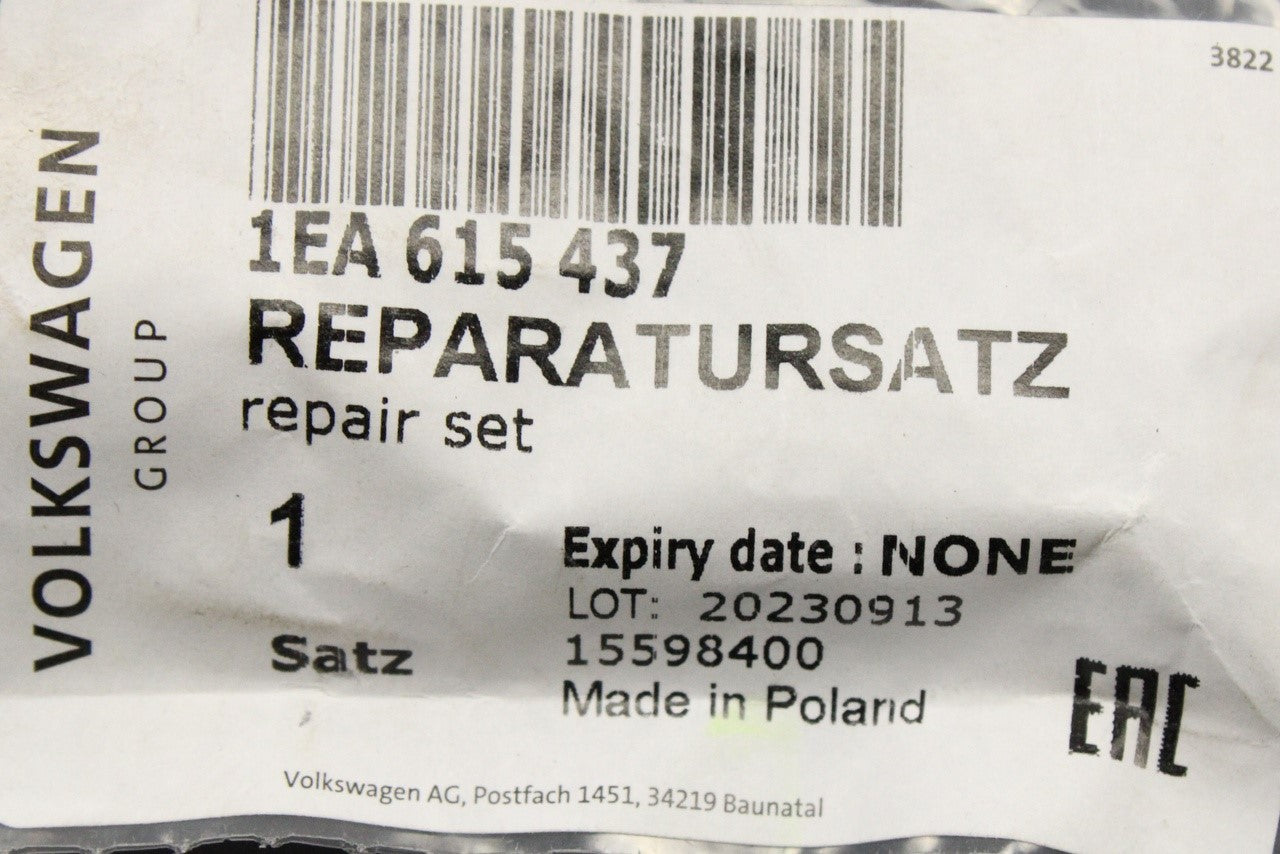 3822
VOLKSWAGEN
GROUP
1EA 615 437
REPARATURSATZ
repair set
1
Satz
Expiry date : NONE
LOT: 20230913
15598400
Made in Poland
EAC
Volkswagen AG, Postfach 1451, 34219 Baunatal